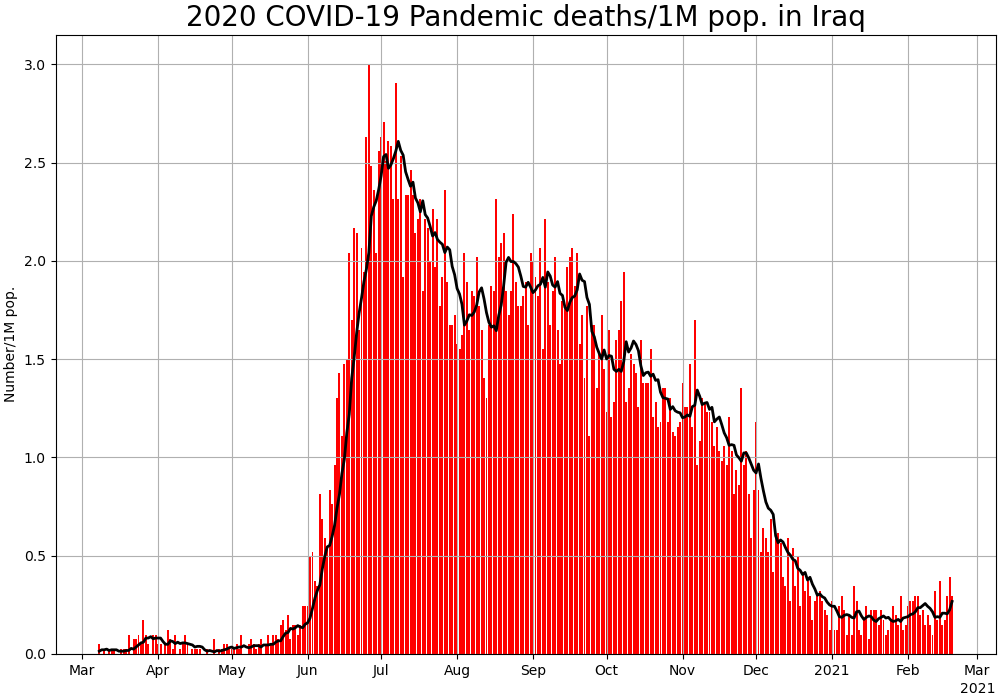 2020 COVID-19 Pandemic deaths/1M pop. in Iraq
Number/1M pop.
3.0
2.5
2.0
1.5
1.0
0.5
0.0
Mar Apr May Jun Jul Aug Sep Oct Nov Dec 2021 Feb Mar
2021